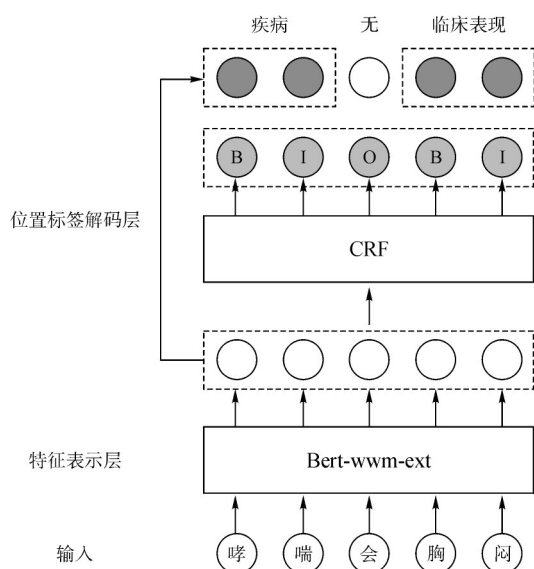 疾病 无 临床表现
B I O B I
位置标签解码层
CRF
特征表示层
Bert-wwm-ext
输入 哮 喘 会 胸 闷